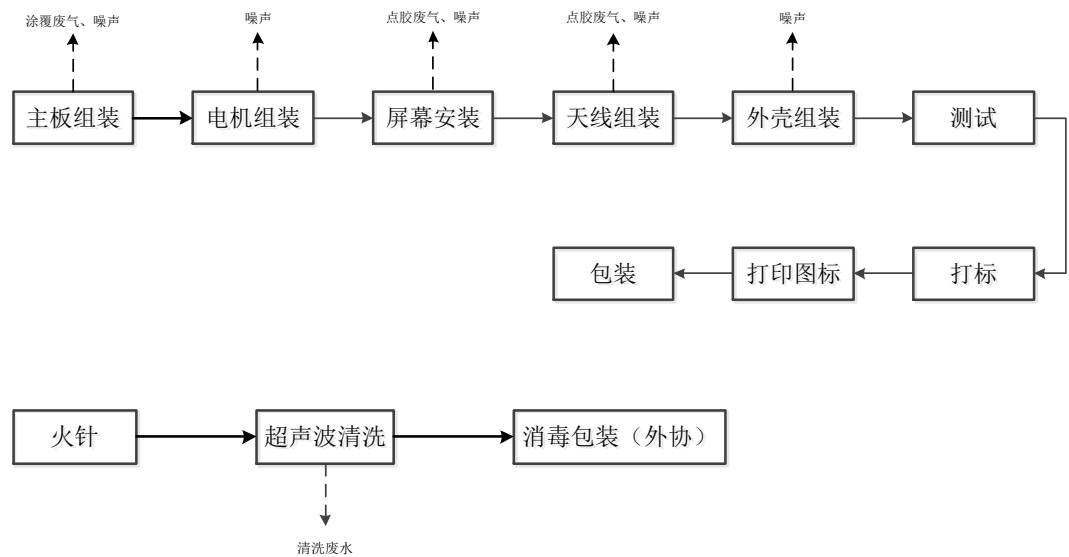 涂覆废气、噪声
噪声
点胶废气、噪声
点胶废气、噪声
噪声
主板组装
电机组装
屏幕安装
天线组装
外壳组装
测试
包装
打印图标
打标
火针
超声波清洗
消毒包装（外协）
清洗废水